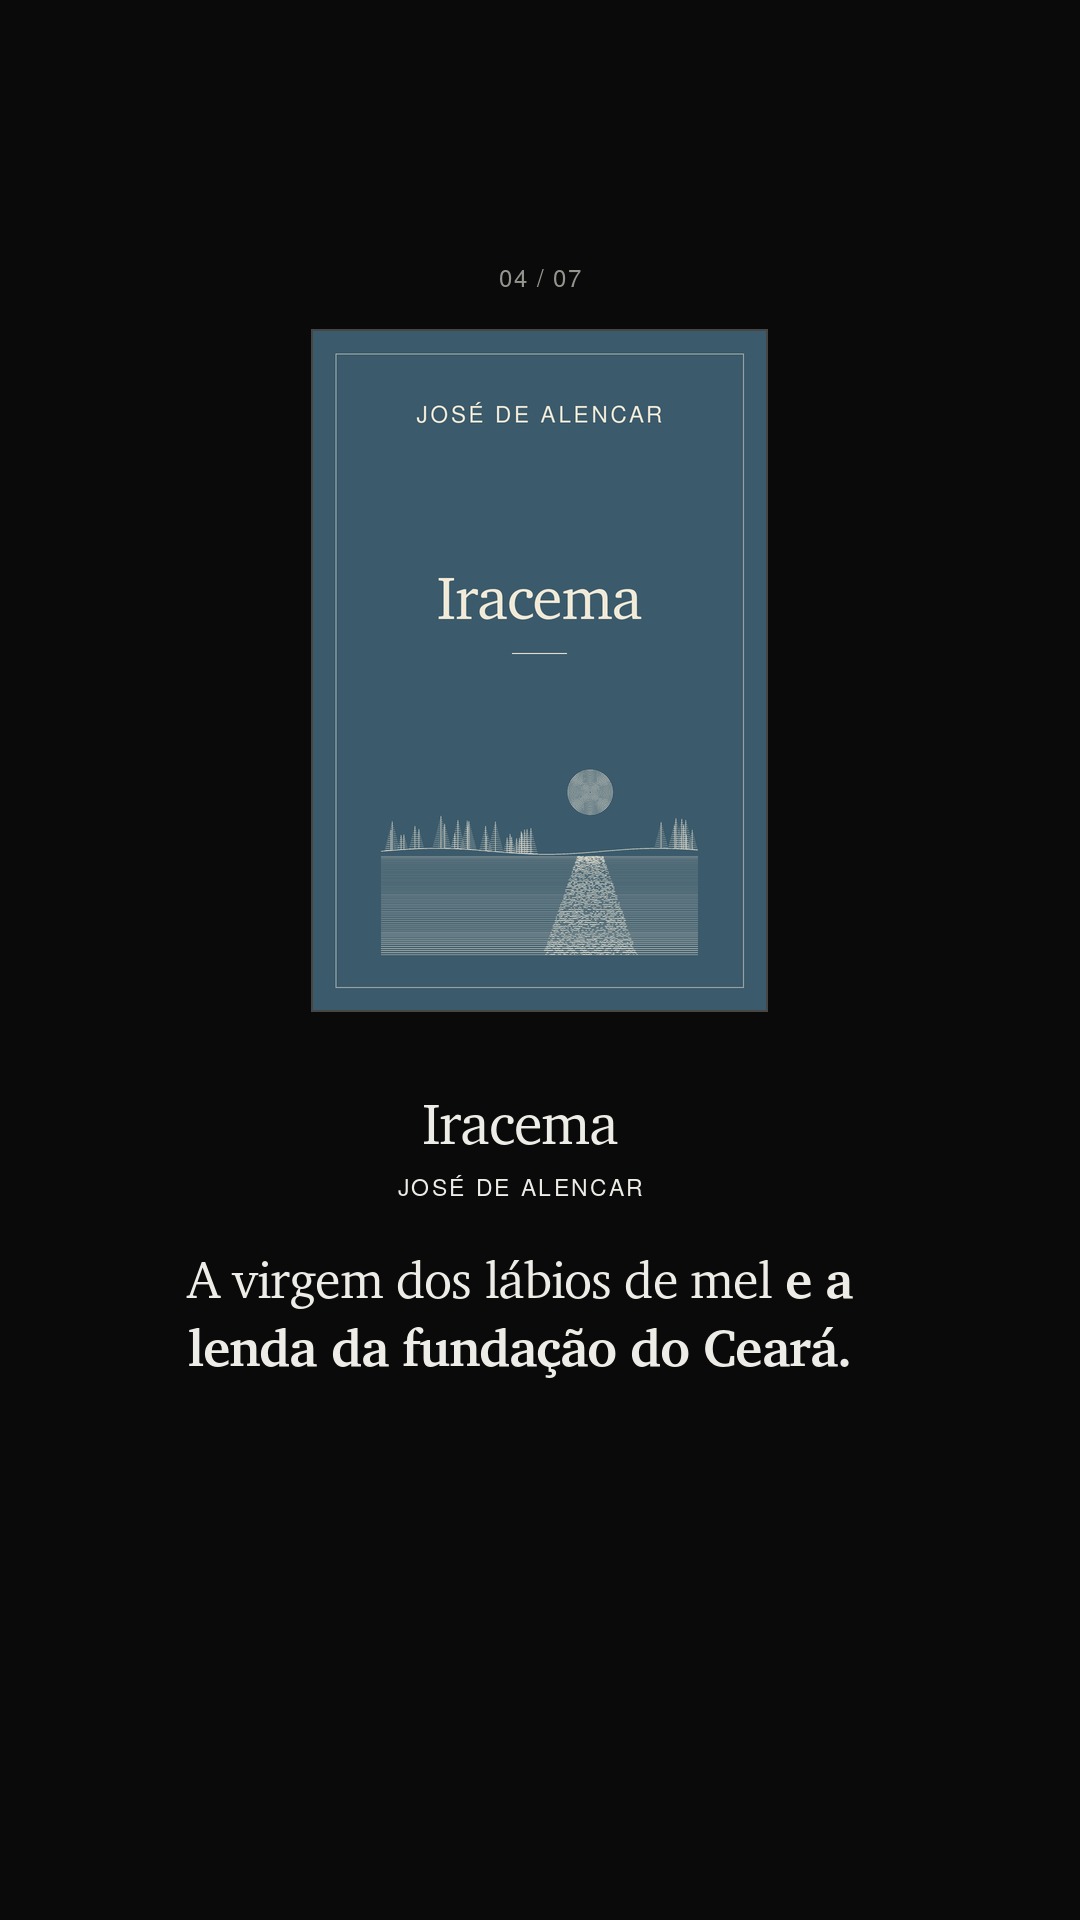 04 / 07
JOSÉ DE ALENCAR
Iracema
Iracema
JOSÉ DE ALENCAR
A virgem dos lábios de mel e a
lenda da fundação do Ceará.